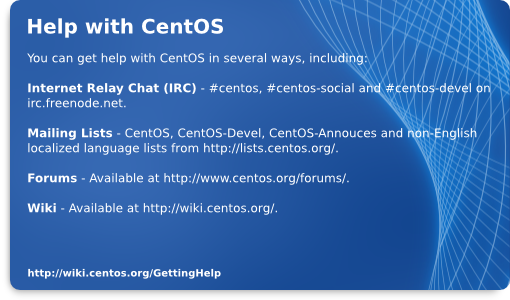 Help with CentOS
You can get help with CentOS in several ways, including:
Internet Relay Chat (IRC) - #centos, #centos-social and #centos-devel on
irc.freenode.net.
Mailing Lists - CentOS, CentOS-Devel, CentOS-Annouces and non-English
localized language lists from http://lists.centos.org/.
Forums - Available at http://www.centos.org/forums/.
Wiki - Available at http://wiki.centos.org/.
http://wiki.centos.org/GettingHelp